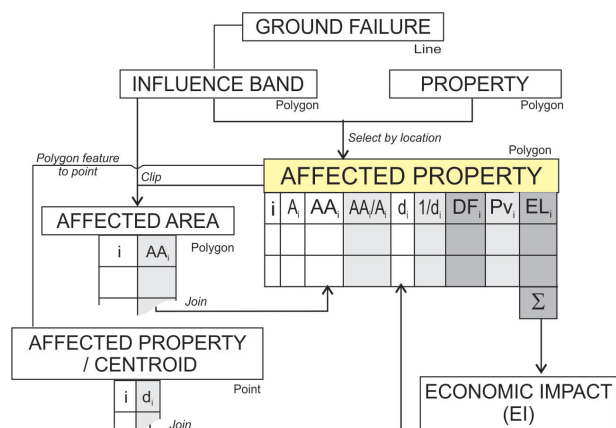 GROUND FAILURE
Line
INFLUENCE BAND
Polygon
PROPERTY
Polygon
Select by location
Polygon feature
to point
Clip
Polygon
AFFECTED PROPERTY
i Aᵢ AAᵢ AAᵢ/Aᵢ dᵢ 1/dᵢ DFᵢ Pvᵢ ELᵢ
Σ
AFFECTED AREA
Polygon
i AAᵢ
Join
AFFECTED PROPERTY
/ CENTROID
Point
i dᵢ
Join
ECONOMIC IMPACT
(EI)